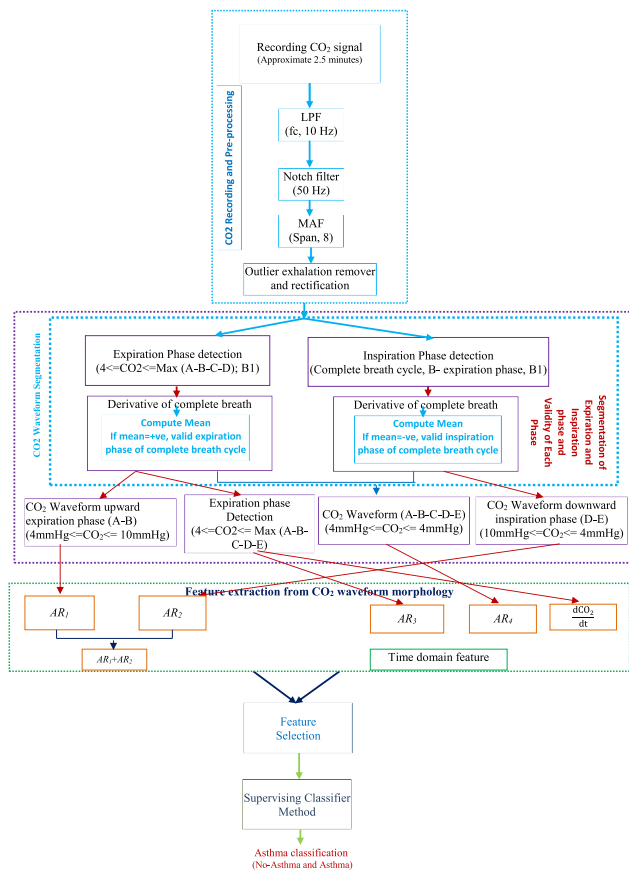 Recording CO₂ signal
(Approximate 2.5 minutes)
LPF
(fc, 10 Hz)
Notch filter
(50 Hz)
MAF
(Span, 8)
Outlier exhalation remover
and rectification
CO2 Recording and Pre-processing
CO2 Waveform Segmentation
Expiration Phase detection
(4<=CO2<=Max (A-B-C-D); B1)
Inspiration Phase detection
(Complete breath cycle, B- expiration phase, B1)
Derivative of complete breath
Compute Mean
If mean=+ve, valid expiration
phase of complete breath cycle
Derivative of complete breath
Compute Mean
If mean=-ve, valid inspiration
phase of complete breath cycle
Segmentation of
Expiration and
Inspiration
phase and
Validity of Each
Phase
CO₂ Waveform upward
expiration phase (A-B)
(4mmHg<=CO₂<= 10mmHg)
Expiration phase
Detection
(4<=CO2<= Max (A-B-
C-D-E)
CO₂ Waveform (A-B-C-D-E)
(4mmHg<=CO₂<= 4mmHg)
CO₂ Waveform downward
inspiration phase (D-E)
(10mmHg<=CO₂<= 4mmHg)
Feature extraction from CO₂ waveform morphology
AR₁
AR₂
AR₃
AR₄
dCO₂
dt
AR₁+AR₂
Time domain feature
Feature
Selection
Supervising Classifier
Method
Asthma classification
(No-Asthma and Asthma)